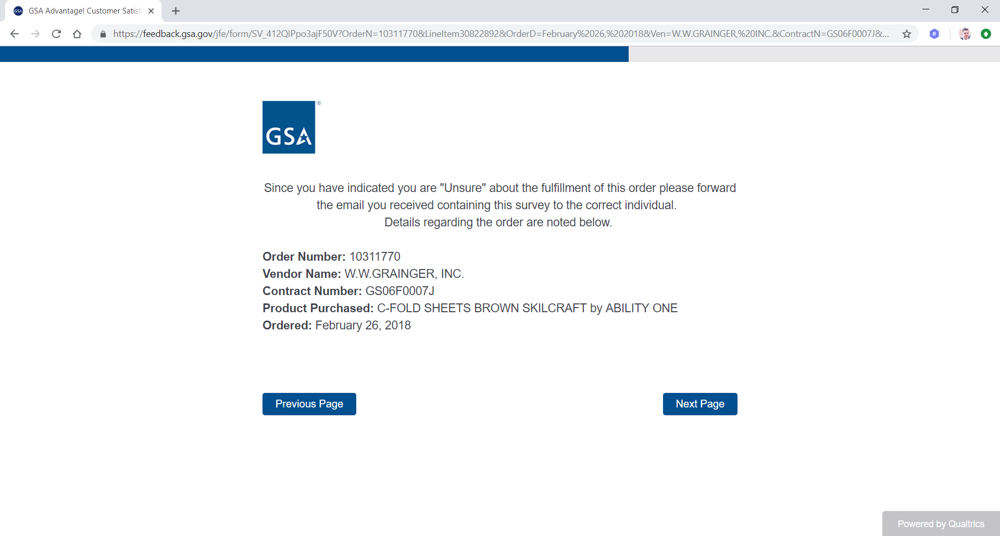 GSA GSA Advantage! Customer Satisf
https://feedback.gsa.gov/jfe/form/SV_412QIPpo3ajF50V?OrderN=10311770&LineItem30822892&OrderD=February%2026,%202018&Ven=W.W.GRAINGER,%20INC.&ContractN=GS06F0007J&... R
GSA®
Since you have indicated you are "Unsure" about the fulfillment of this order please forward
the email you received containing this survey to the correct individual.
Details regarding the order are noted below.
Order Number: 10311770
Vendor Name: W.W.GRAINGER, INC.
Contract Number: GS06F0007J
Product Purchased: C-FOLD SHEETS BROWN SKILCRAFT by ABILITY ONE
Ordered: February 26, 2018
Previous Page Next Page
Powered by Qualtrics